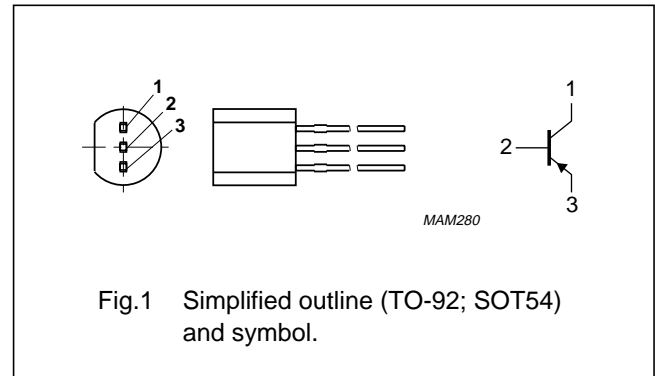 1
2
3
1
2
3
MAM280
Fig.1 Simplified outline (TO-92; SOT54)
and symbol.